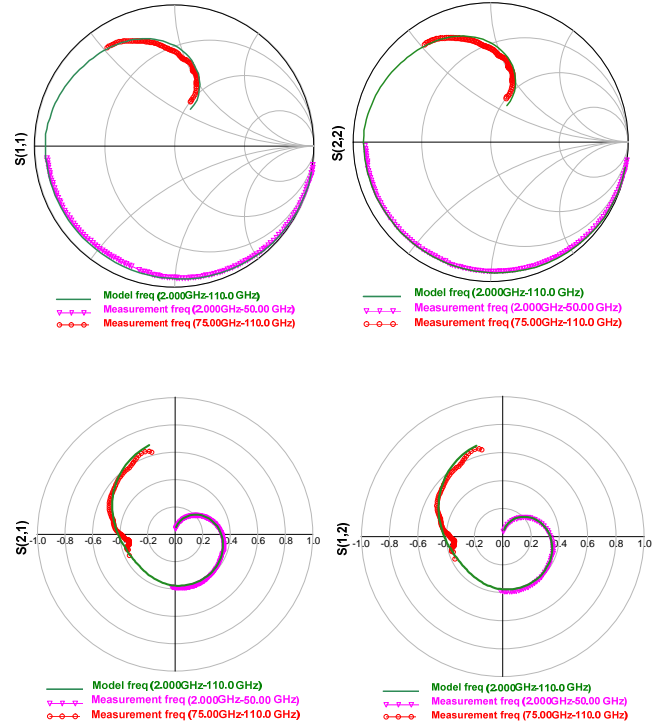 S(1,1)
Model freq (2.000GHz-110.0 GHz)
Measurement freq (2.000GHz-50.00 GHz)
Measurement freq (75.00GHz-110.0 GHz)
S(2,2)
Model freq (2.000GHz-110.0 GHz)
Measurement freq (2.000GHz-50.00 GHz)
Measurement freq (75.00GHz-110.0 GHz)
S(2,1)
-1.0 -0.8 -0.6 -0.4 -0.2 0.0 0.2 0.4 0.6 0.8 1.0
Model freq (2.000GHz-110.0 GHz)
Measurement freq (2.000GHz-50.00 GHz)
Measurement freq (75.00GHz-110.0 GHz)
S(1,2)
-1.0 -0.8 -0.6 -0.4 -0.2 0.0 0.2 0.4 0.6 0.8 1.0
Model freq (2.000GHz-110.0 GHz)
Measurement freq (2.000GHz-50.00 GHz)
Measurement freq (75.00GHz-110.0 GHz)